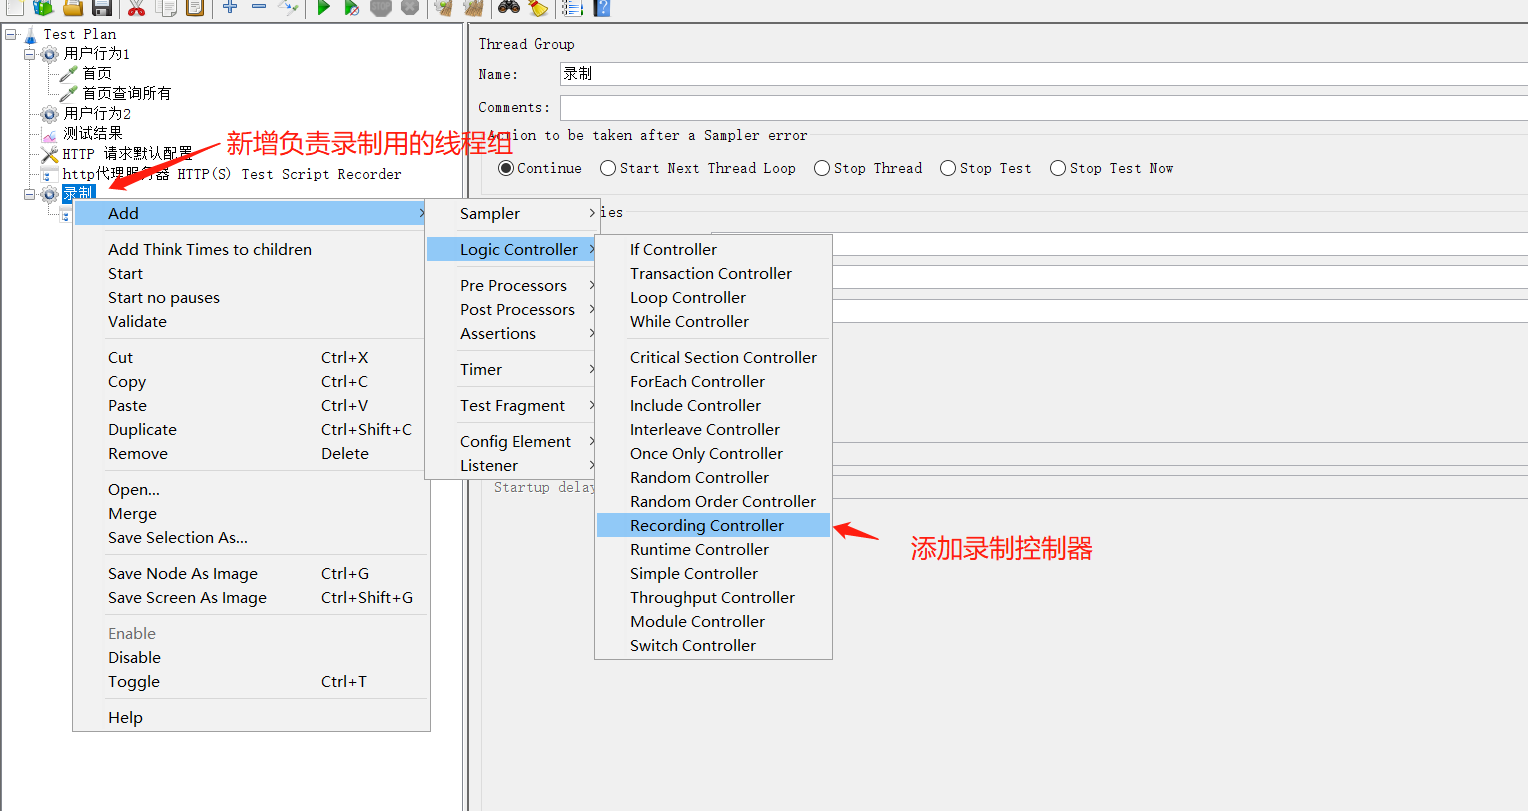 STOP
Test Plan
用户行为1
首页
首页查询所有
用户行为2
测试结果
HTTP 请求默认配置
http代理服务器 HTTP(S) Test Script Recorder
录制
新增负责录制用的线程组
Thread Group
Name:
录制
Comments:
Action to be taken after a Sampler error
Continue
Start Next Thread Loop
Stop Thread
Stop Test
Stop Test Now
ies
Startup delay
Add
Add Think Times to children
Start
Start no pauses
Validate
Cut Ctrl+X
Copy Ctrl+C
Paste Ctrl+V
Duplicate Ctrl+Shift+C
Remove Delete
Open...
Merge
Save Selection As...
Save Node As Image Ctrl+G
Save Screen As Image Ctrl+Shift+G
Enable
Disable
Toggle Ctrl+T
Help
Sampler
Logic Controller
Pre Processors
Post Processors
Assertions
Timer
Test Fragment
Config Element
Listener
If Controller
Transaction Controller
Loop Controller
While Controller
Critical Section Controller
ForEach Controller
Include Controller
Interleave Controller
Once Only Controller
Random Controller
Random Order Controller
Recording Controller
Runtime Controller
Simple Controller
Throughput Controller
Module Controller
Switch Controller
添加录制控制器